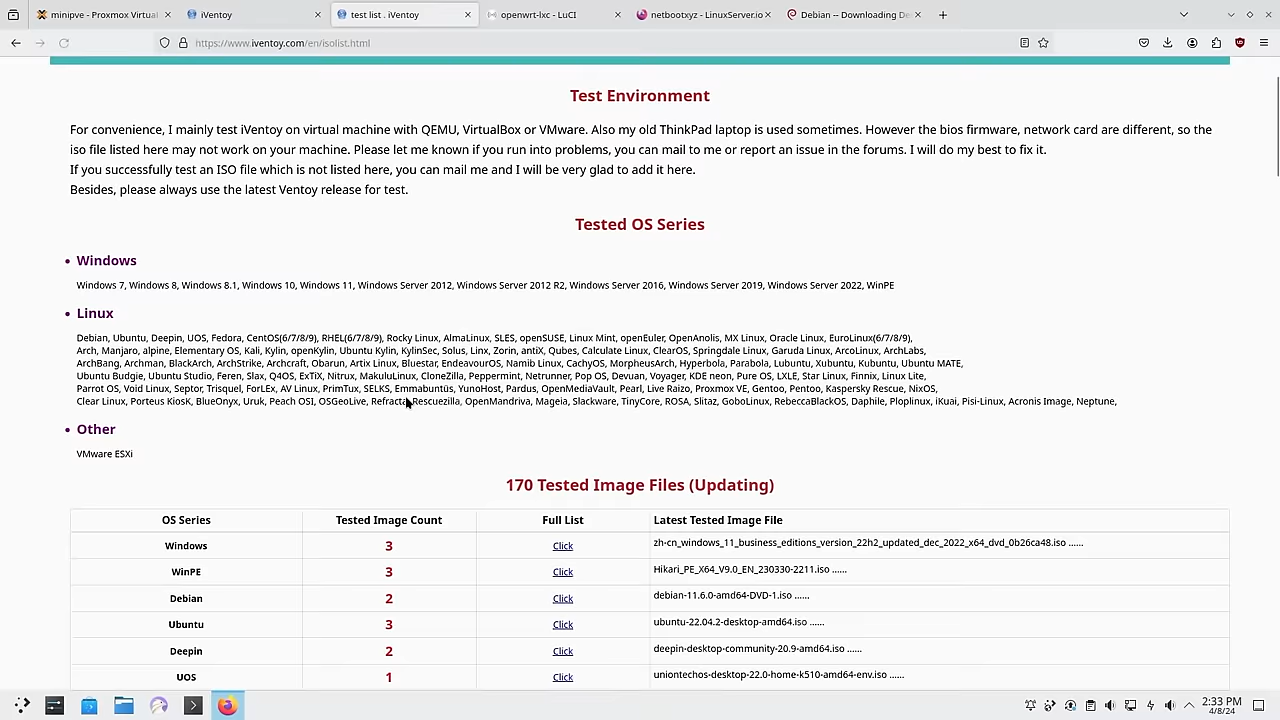 minipve - Proxmox Virtual
iVentoy
test list . iVentoy
openwrt-lxc - LuCI
netbootxyz - LinuxServer.io
Debian -- Downloading De
https://www.iventoy.com/en/isolist.html
Test Environment
For convenience, I mainly test iVentoy on virtual machine with QEMU, VirtualBox or VMware. Also my old ThinkPad laptop is used sometimes. However the bios firmware, network card are different, so the
iso file listed here may not work on your machine. Please let me known if you run into problems, you can mail to me or report an issue in the forums. I will do my best to fix it.
If you successfully test an ISO file which is not listed here, you can mail me and I will be very glad to add it here.
Besides, please always use the latest Ventoy release for test.
Tested OS Series
Windows
Windows 7, Windows 8, Windows 8.1, Windows 10, Windows 11, Windows Server 2012, Windows Server 2012 R2, Windows Server 2016, Windows Server 2019, Windows Server 2022, WinPE
Linux
Debian, Ubuntu, Deepin, UOS, Fedora, CentOS(6/7/8/9), RHEL(6/7/8/9), Rocky Linux, AlmaLinux, SLES, openSUSE, Linux Mint, openEuler, OpenAnolis, MX Linux, Oracle Linux, EuroLinux(6/7/8/9),
Arch, Manjaro, alpine, Elementary OS, Kali, Kylin, openKylin, Ubuntu Kylin, KylinSec, Solus, Linx, Zorin, antiX, Qubes, Calculate Linux, ClearOS, Springdale Linux, Garuda Linux, ArcoLinux, ArchLabs,
ArchBang, Archman, BlackArch, ArchStrike, Archcraft, Obarun, Artix Linux, Bluestar, EndeavourOS, Namib Linux, CachyOS, MorpheusArch, Hyperbola, Parabola, Lubuntu, Xubuntu, Kubuntu, Ubuntu MATE,
Ubuntu Budgie, Ubuntu Studio, Feren, Slax, Q4OS, ExTiX, Nitrux, MakuluLinux, CloneZilla, Peppermint, Netrunner, Pop OS, Devuan, Voyager, KDE neon, Pure OS, LXLE, Star Linux, Finnix, Linux Lite,
Parrot OS, Void Linux, Septor, Trisquel, ForLEx, AV Linux, PrimTux, SELKS, Emmabuntüs, YunoHost, Pardus, OpenMediaVault, Pearl, Live Raizo, Proxmox VE, Gentoo, Pentoo, Kaspersky Rescue, NixOS,
Clear Linux, Porteus KiosK, BlueOnyx, Uruk, Peach OSI, OSGeoLive, Refracta, Rescuezilla, OpenMandriva, Mageia, Slackware, TinyCore, ROSA, Slitaz, GoboLinux, RebeccaBlackOS, Daphile, Ploplinux, iKuai, Pisi-Linux, Acronis Image, Neptune,
Other
VMware ESXi
170 Tested Image Files (Updating)
OS Series Tested Image Count Full List Latest Tested Image File
Windows 3 Click zh-cn_windows_11_business_editions_version_22h2_updated_dec_2022_x64_dvd_0b26ca48.iso ......
WinPE 3 Click Hikari_PE_X64_V9.0_EN_230330-2211.iso ......
Debian 2 Click debian-11.6.0-amd64-DVD-1.iso ......
Ubuntu 3 Click ubuntu-22.04.2-desktop-amd64.iso ......
Deepin 2 Click deepin-desktop-community-20.9-amd64.iso ......
UOS 1 Click uniontechos-desktop-22.0-home-k510-amd64-env.iso ......
2:33 PM
4/8/24